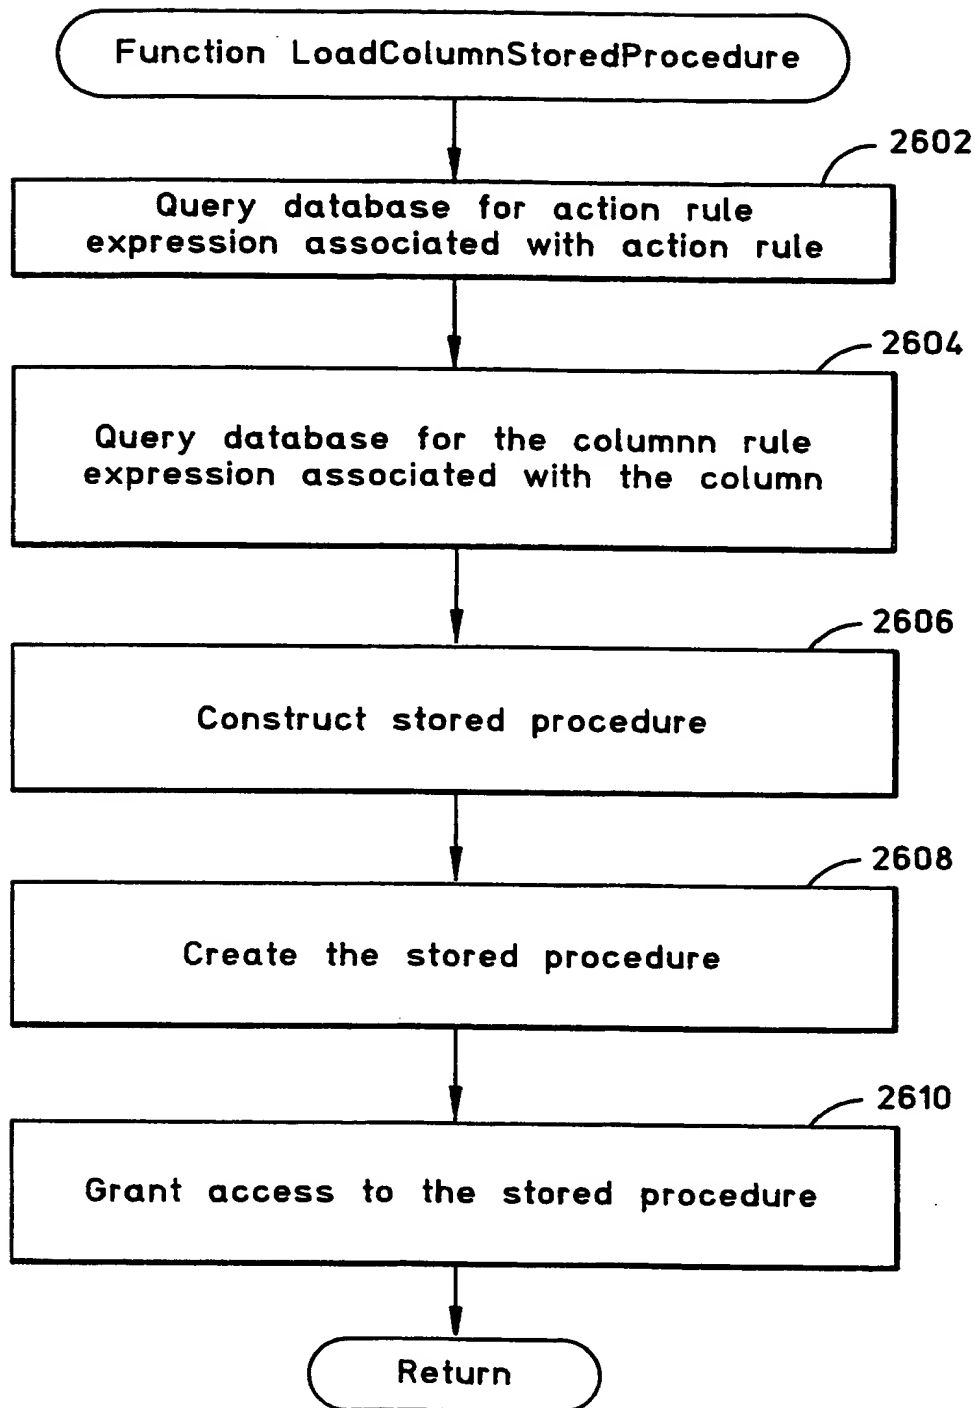 Function LoadColumnStoredProcedure
2602
Query database for action rule
expression associated with action rule
2604
Query database for the columnn rule
expression associated with the column
2606
Construct stored procedure
2608
Create the stored procedure
2610
Grant access to the stored procedure
Return